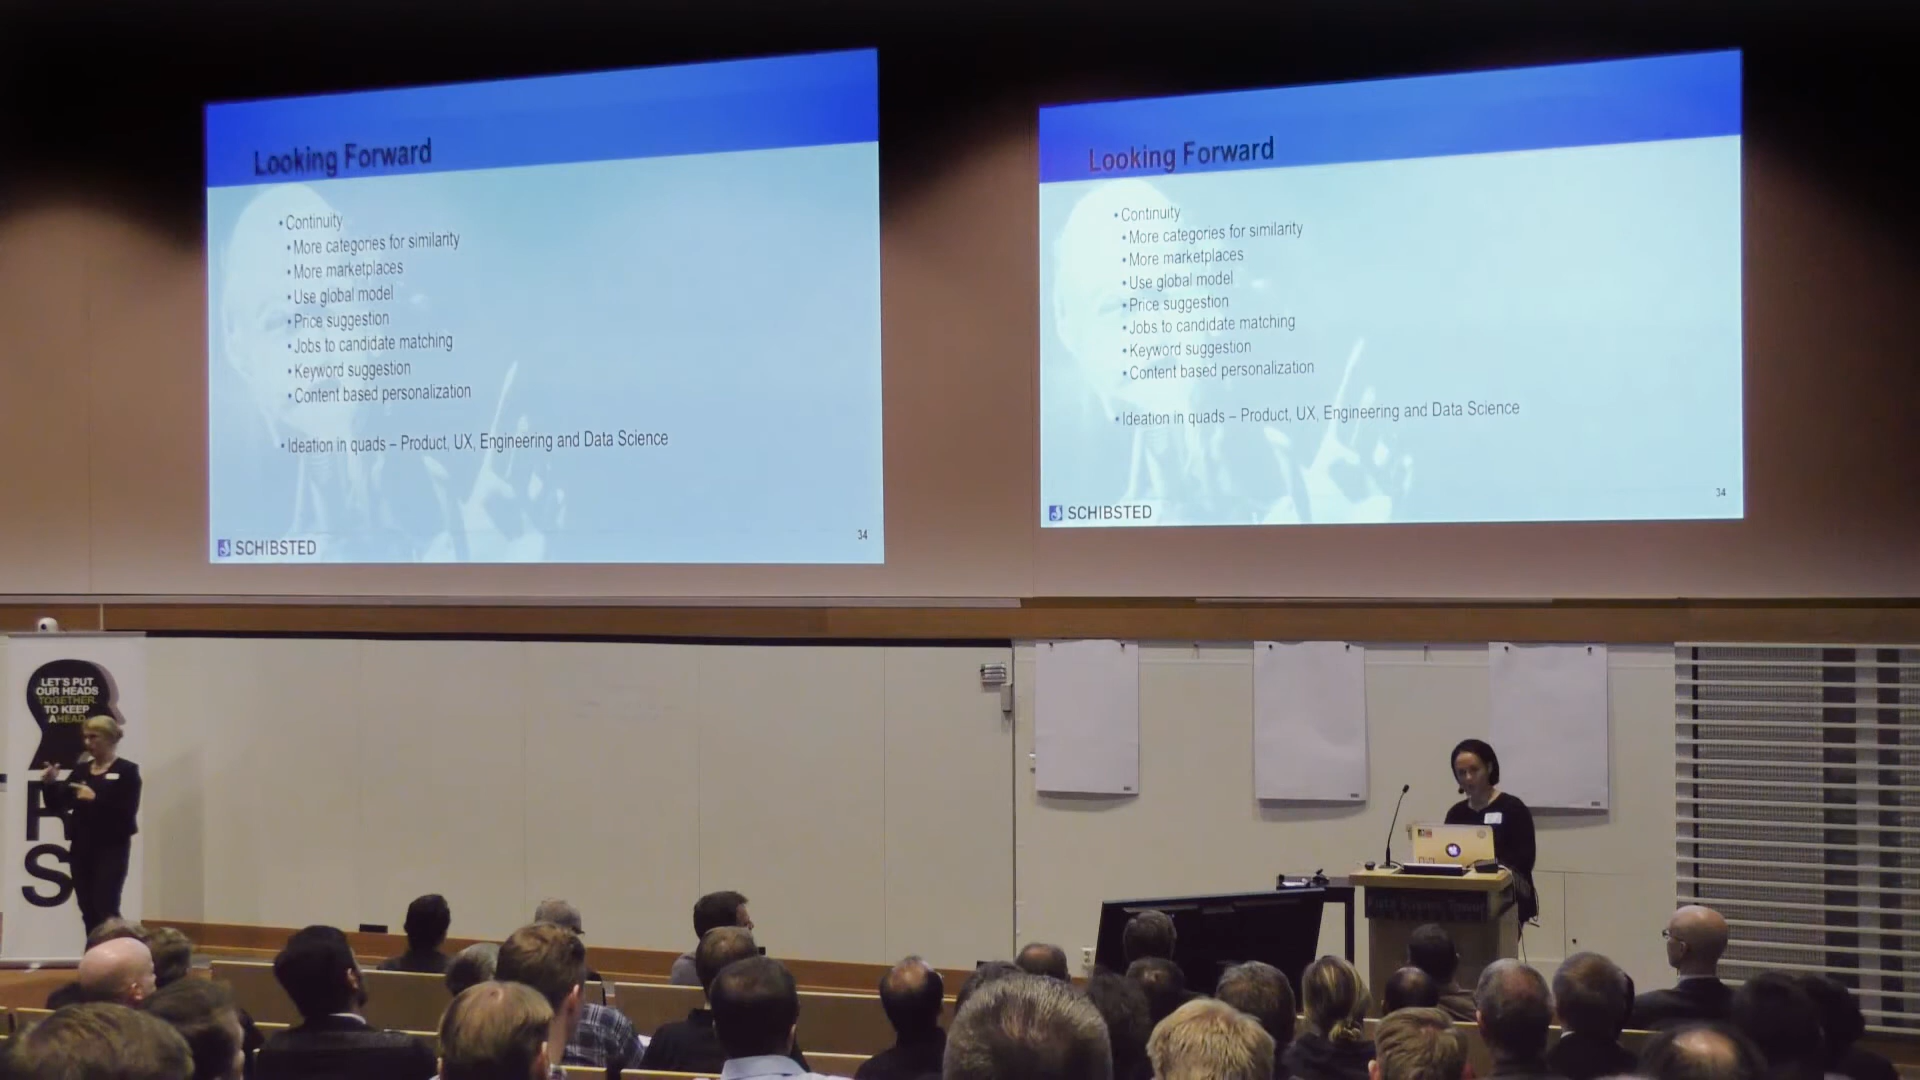 Looking Forward
• Continuity
• More categories for similarity
• More marketplaces
• Use global model
• Price suggestion
• Jobs to candidate matching
• Keyword suggestion
• Content based personalization
• Ideation in quads – Product, UX, Engineering and Data Science
34
SCHIBSTED
Looking Forward
• Continuity
• More categories for similarity
• More marketplaces
• Use global model
• Price suggestion
• Jobs to candidate matching
• Keyword suggestion
• Content based personalization
• Ideation in quads – Product, UX, Engineering and Data Science
34
SCHIBSTED
LET'S PUT
OUR HEADS
TOGETHER.
TO KEEP
AHEAD
R
S